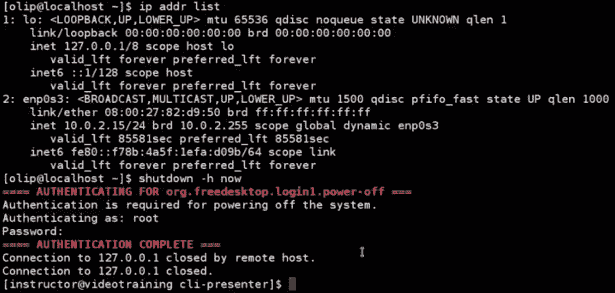 [olip@localhost ~]$ ip addr list
1: lo: <LOOPBACK,UP,LOWER_UP> mtu 65536 qdisc noqueue state UNKNOWN qlen 1
link/loopback 00:00:00:00:00:00 brd 00:00:00:00:00:00
inet 127.0.0.1/8 scope host lo
valid_lft forever preferred_lft forever
inet6 ::1/128 scope host
valid_lft forever preferred_lft forever
2: enp0s3: <BROADCAST,MULTICAST,UP,LOWER_UP> mtu 1500 qdisc pfifo_fast state UP qlen 1000
link/ether 08:00:27:82:d9:50 brd ff:ff:ff:ff:ff:ff
inet 10.0.2.15/24 brd 10.0.2.255 scope global dynamic enp0s3
valid_lft 85581sec preferred_lft 85581sec
inet6 fe80::f78b:4a5f:1efa:d09b/64 scope link
valid_lft forever preferred_lft forever
[olip@localhost ~]$ shutdown -h now
==== AUTHENTICATING FOR org.freedesktop.login1.power-off ===
Authentication is required for powering off the system.
Authenticating as: root
Password:
==== AUTHENTICATION COMPLETE ===
Connection to 127.0.0.1 closed by remote host.
Connection to 127.0.0.1 closed.
[instructor@videotraining cli-presenter]$